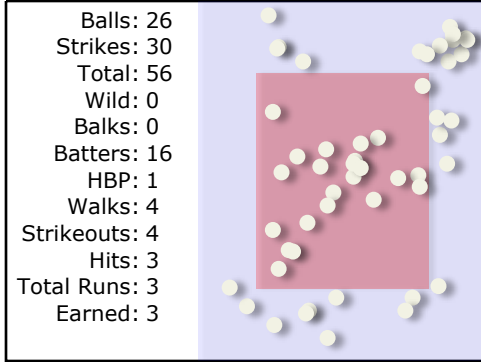 Balls: 26
Strikes: 30
Total: 56
Wild: 0
Balks: 0
Batters: 16
HBP: 1
Walks: 4
Strikeouts: 4
Hits: 3
Total Runs: 3
Earned: 3